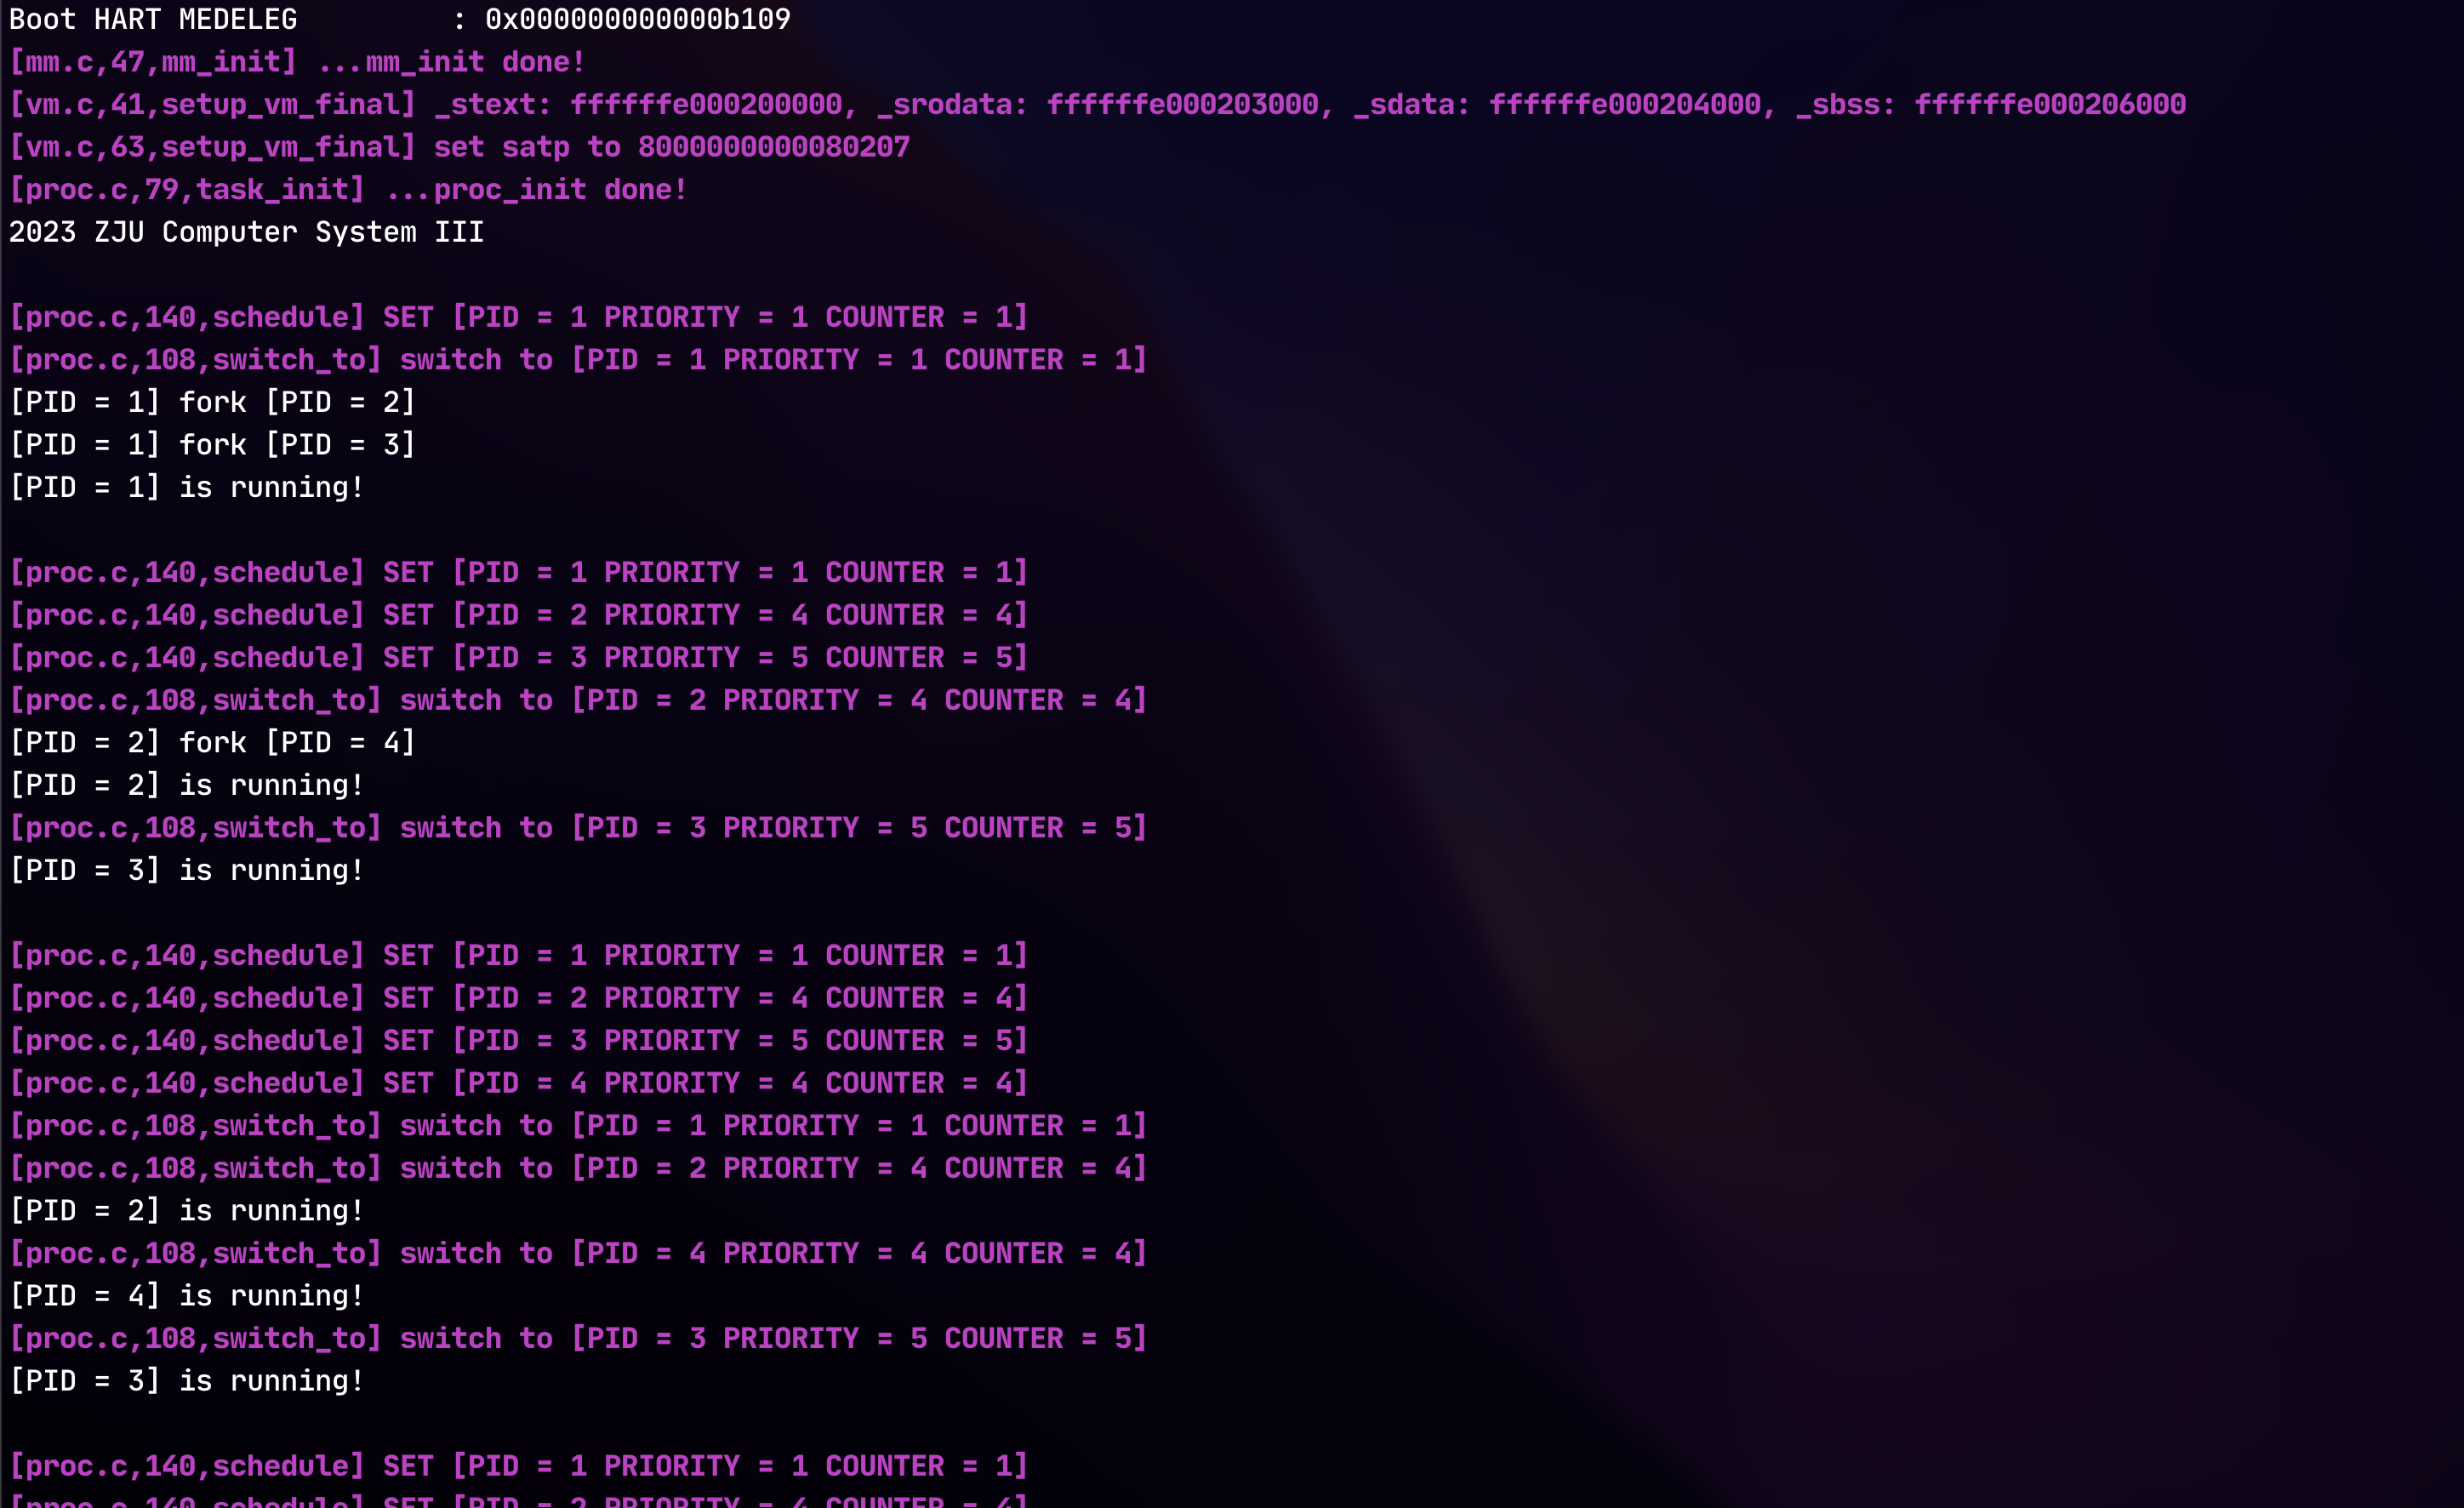 Boot HART MEDELEG         : 0x000000000000b109
[mm.c,47,mm_init] ...mm_init done!
[vm.c,41,setup_vm_final] _stext: ffffffe000200000, _srodata: ffffffe000203000, _sdata: ffffffe000204000, _sbss: ffffffe000206000
[vm.c,63,setup_vm_final] set satp to 8000000000080207
[proc.c,79,task_init] ...proc_init done!
2023 ZJU Computer System III
[proc.c,140,schedule] SET [PID = 1 PRIORITY = 1 COUNTER = 1]
[proc.c,108,switch_to] switch to [PID = 1 PRIORITY = 1 COUNTER = 1]
[PID = 1] fork [PID = 2]
[PID = 1] fork [PID = 3]
[PID = 1] is running!
[proc.c,140,schedule] SET [PID = 1 PRIORITY = 1 COUNTER = 1]
[proc.c,140,schedule] SET [PID = 2 PRIORITY = 4 COUNTER = 4]
[proc.c,140,schedule] SET [PID = 3 PRIORITY = 5 COUNTER = 5]
[proc.c,108,switch_to] switch to [PID = 2 PRIORITY = 4 COUNTER = 4]
[PID = 2] fork [PID = 4]
[PID = 2] is running!
[proc.c,108,switch_to] switch to [PID = 3 PRIORITY = 5 COUNTER = 5]
[PID = 3] is running!
[proc.c,140,schedule] SET [PID = 1 PRIORITY = 1 COUNTER = 1]
[proc.c,140,schedule] SET [PID = 2 PRIORITY = 4 COUNTER = 4]
[proc.c,140,schedule] SET [PID = 3 PRIORITY = 5 COUNTER = 5]
[proc.c,140,schedule] SET [PID = 4 PRIORITY = 4 COUNTER = 4]
[proc.c,108,switch_to] switch to [PID = 1 PRIORITY = 1 COUNTER = 1]
[proc.c,108,switch_to] switch to [PID = 2 PRIORITY = 4 COUNTER = 4]
[PID = 2] is running!
[proc.c,108,switch_to] switch to [PID = 4 PRIORITY = 4 COUNTER = 4]
[PID = 4] is running!
[proc.c,108,switch_to] switch to [PID = 3 PRIORITY = 5 COUNTER = 5]
[PID = 3] is running!
[proc.c,140,schedule] SET [PID = 1 PRIORITY = 1 COUNTER = 1]
[proc.c,140,schedule] SET [PID = 2 PRIORITY = 4 COUNTER = 4]